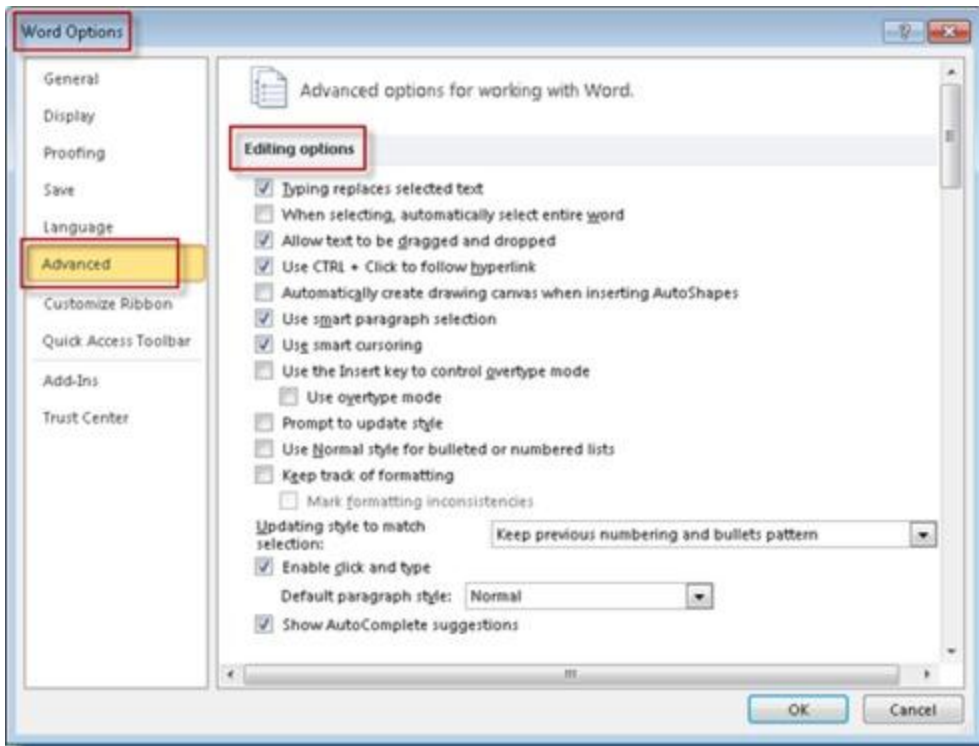 Word Options
General
Display
Proofing
Save
Language
Advanced
Customize Ribbon
Quick Access Toolbar
Add-Ins
Trust Center
Advanced options for working with Word.
Editing options
Typing replaces selected text
When selecting, automatically select entire word
Allow text to be dragged and dropped
Use CTRL + Click to follow hyperlink
Automatically create drawing canvas when inserting AutoShapes
Use smart paragraph selection
Use smart cursoring
Use the Insert key to control overtype mode
Use overtype mode
Prompt to update style
Use Normal style for bulleted or numbered lists
Keep track of formatting
Mark formatting inconsistencies
Updating style to match
selection:
Keep previous numbering and bullets pattern
Enable click and type
Default paragraph style: Normal
Show AutoComplete suggestions
OK Cancel